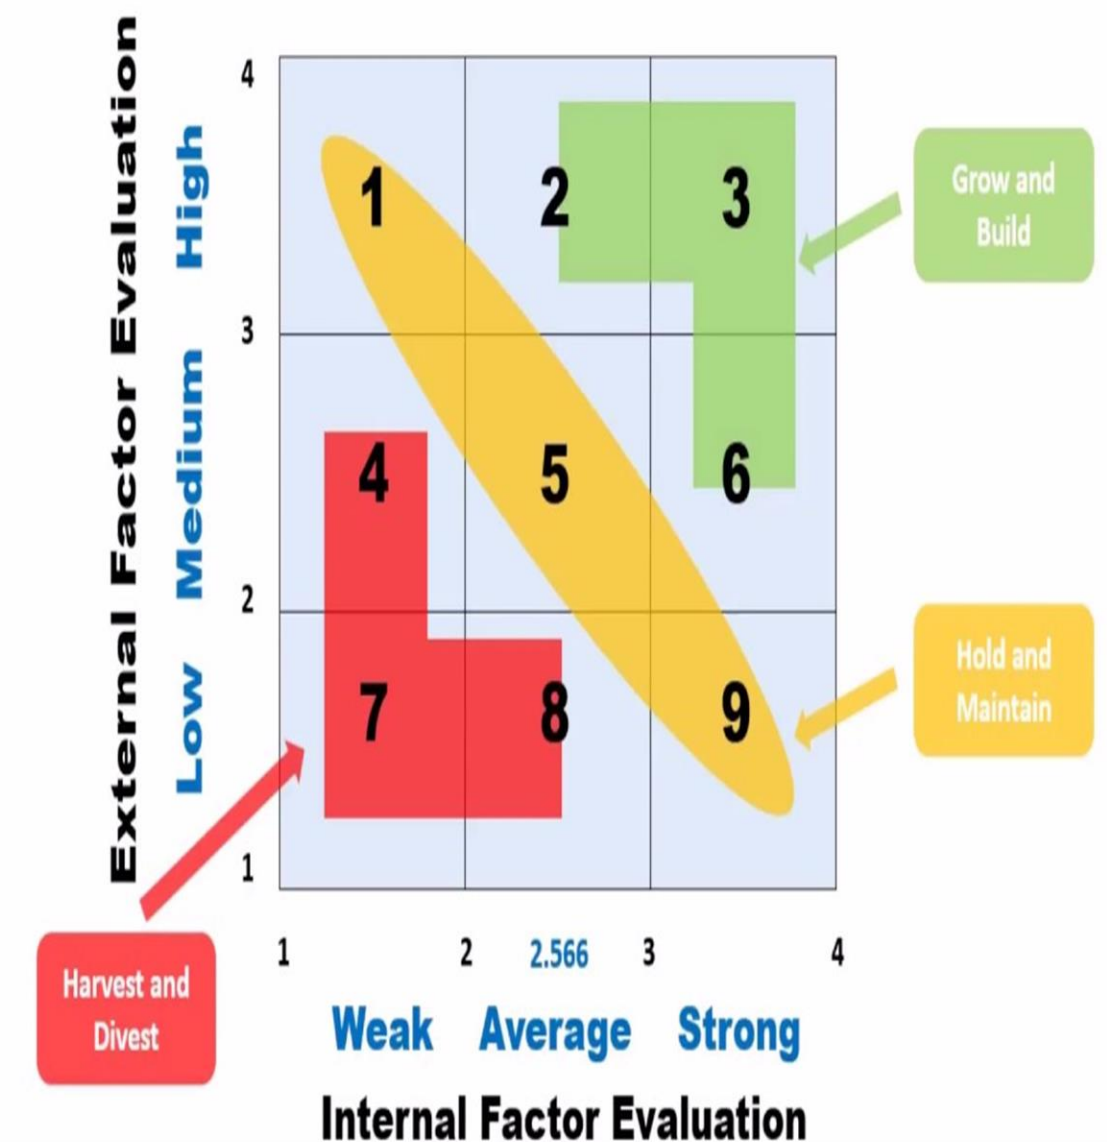 External Factor Evaluation
High
Medium
Low
4
3
2
1
1
2
3
4
5
6
7
8
9
Grow and
Build
Hold and
Maintain
Harvest and
Divest
1 2 2.566 3 4
Weak Average Strong
Internal Factor Evaluation